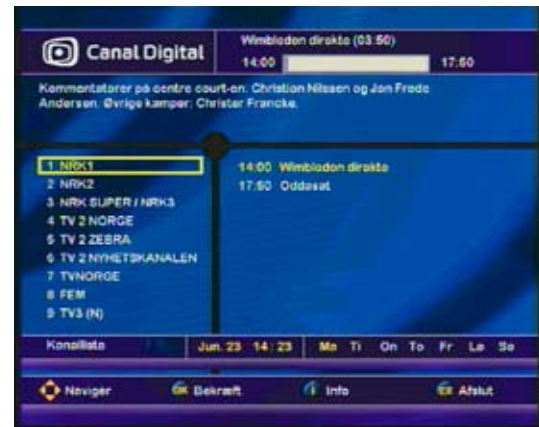 Canal Digital
Wimbledon direkte (03:50)
14:00 17:50
Kommentatorer på centre court-en: Christian Nilssen og Jon Frode
Andersen. Øvrige kamper: Christer Francke.
1 NRK1
2 NRK2
3 NRK SUPER / NRK3
4 TV 2 NORGE
5 TV 2 ZEBRA
6 TV 2 NYHETSKANALEN
7 TVNORGE
8 FEM
9 TV3 (N)
14:00 Wimbledon direkte
17:50 Oddasat
Kanalliste
Jun. 23 14:23
Ma Ti On To Fr Lø Sø
Naviger
OK Bekræft
i Info
EX Afslut